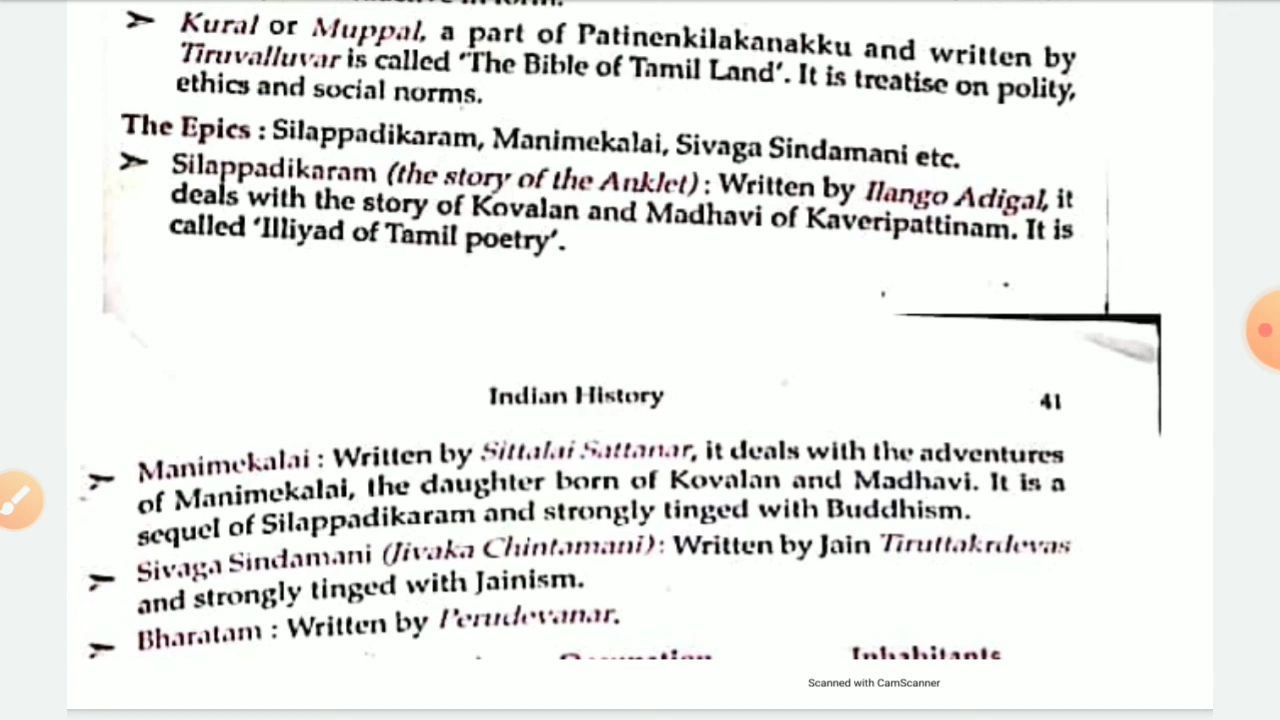 ➢ Kural or Muppal, a part of Patinenkilakanakku and written by
Tiruvalluvar is called 'The Bible of Tamil Land'. It is treatise on polity,
ethics and social norms.
The Epics : Silappadikaram, Manimekalai, Sivaga Sindamani etc.
➢ Silappadikaram (the story of the Anklet) : Written by Ilango Adigal, it
deals with the story of Kovalan and Madhavi of Kaveripattinam. It is
called 'Illiyad of Tamil poetry'.
Indian History 41
➢ Manimekalai : Written by Sittalai Sattanar, it deals with the adventures
of Manimekalai, the daughter born of Kovalan and Madhavi. It is a
sequel of Silappadikaram and strongly tinged with Buddhism.
➢ Sivaga Sindamani (Jivaka Chintamani) : Written by Jain Tiruttakrdevas
and strongly tinged with Jainism.
➢ Bharatam : Written by Perudevanar.
Inhabitants
Scanned with CamScanner